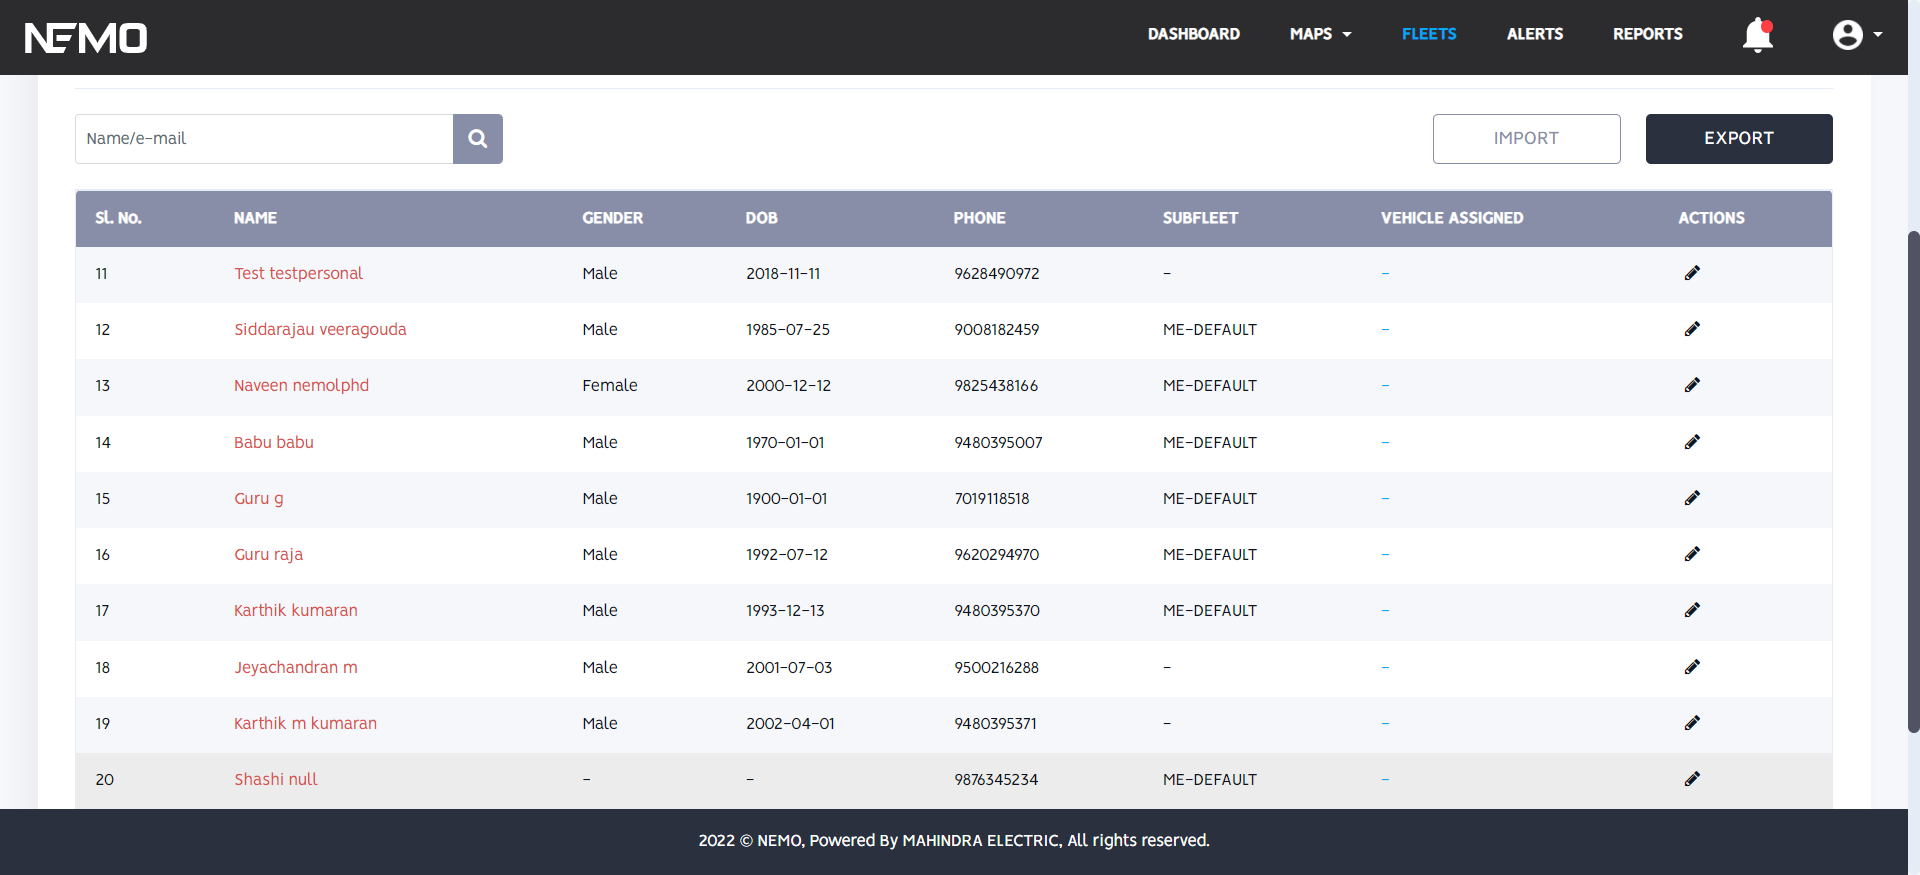 NEMO DASHBOARD MAPS FLEETS ALERTS REPORTS
Name/e-mail IMPORT EXPORT
Sl. No. NAME GENDER DOB PHONE SUBFLEET VEHICLE ASSIGNED ACTIONS
11 Test testpersonal Male 2018-11-11 9628490972 - -
12 Siddarajau veeragouda Male 1985-07-25 9008182459 ME-DEFAULT -
13 Naveen nemolphd Female 2000-12-12 9825438166 ME-DEFAULT -
14 Babu babu Male 1970-01-01 9480395007 ME-DEFAULT -
15 Guru g Male 1900-01-01 7019118518 ME-DEFAULT -
16 Guru raja Male 1992-07-12 9620294970 ME-DEFAULT -
17 Karthik kumaran Male 1993-12-13 9480395370 ME-DEFAULT -
18 Jeyachandran m Male 2001-07-03 9500216288 - -
19 Karthik m kumaran Male 2002-04-01 9480395371 - -
20 Shashi null - - 9876345234 ME-DEFAULT -
2022 © NEMO, Powered By MAHINDRA ELECTRIC, All rights reserved.